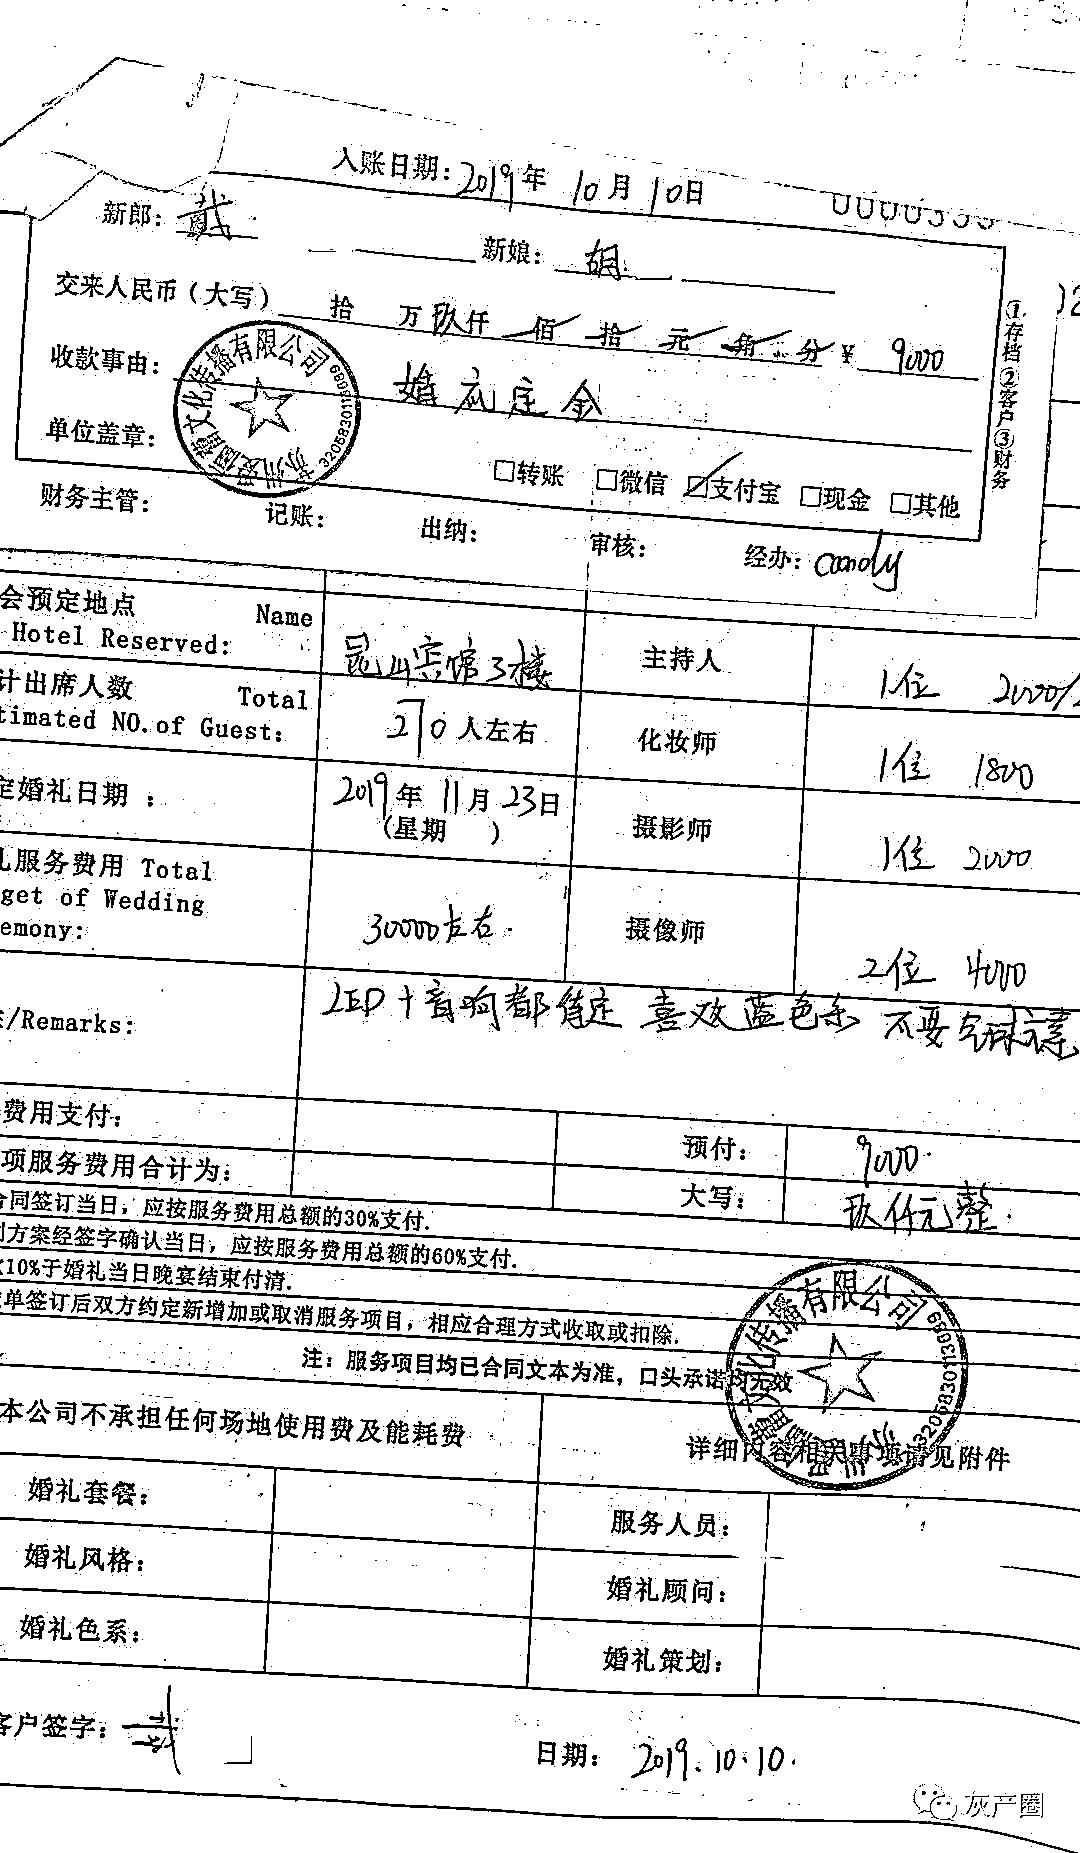 入账日期: 2019年 10月 10日
新郎: 戴 新娘: 胡
交来人民币（大写） 拾 万 玖仟 佰 拾 元 角 分 ¥ 9000
收款事由: 婚庆定金
单位盖章:
文化传播有限公司
3205830113089
□转账 □微信 ☑支付宝 □现金 □其他
①存档②客户③财务
财务主管: 记账: 出纳: 审核: 经办: candy
会预定地点 Name
Hotel Reserved: 昆山宾馆3楼 主持人 1位 2000/
计出席人数 Total
timated NO.of Guest: 270人左右 化妆师 1位 1800
定婚礼日期 : 2019年 11月 23日
(星期 ) 摄影师 1位 2000
礼服务费用 Total
get of Wedding
emony: 30000左右. 摄像师 2位 4000
/Remarks: LED+音响都待定 喜欢蓝色系 不要气球元素
费用支付: 预付: 9000.
项服务费用合计为: 大写: 玖仟元整.
合同签订当日, 应按服务费用总额的30%支付.
划方案经签字确认当日, 应按服务费用总额的60%支付.
10%于婚礼当日晚宴结束付清.
单签订后双方约定新增加或取消服务项目, 相应合理方式收取或扣除.
注: 服务项目均已合同文本为准, 口头承诺均无效
文化传播有限公司
3205830113089
本公司不承担任何场地使用费及能耗费 详细内容相关事项请见附件
婚礼套餐: 服务人员:
婚礼风格: 婚礼顾问:
婚礼色系: 婚礼策划:
客户签字: 戴 日期: 2019.10.10.
灰产圈